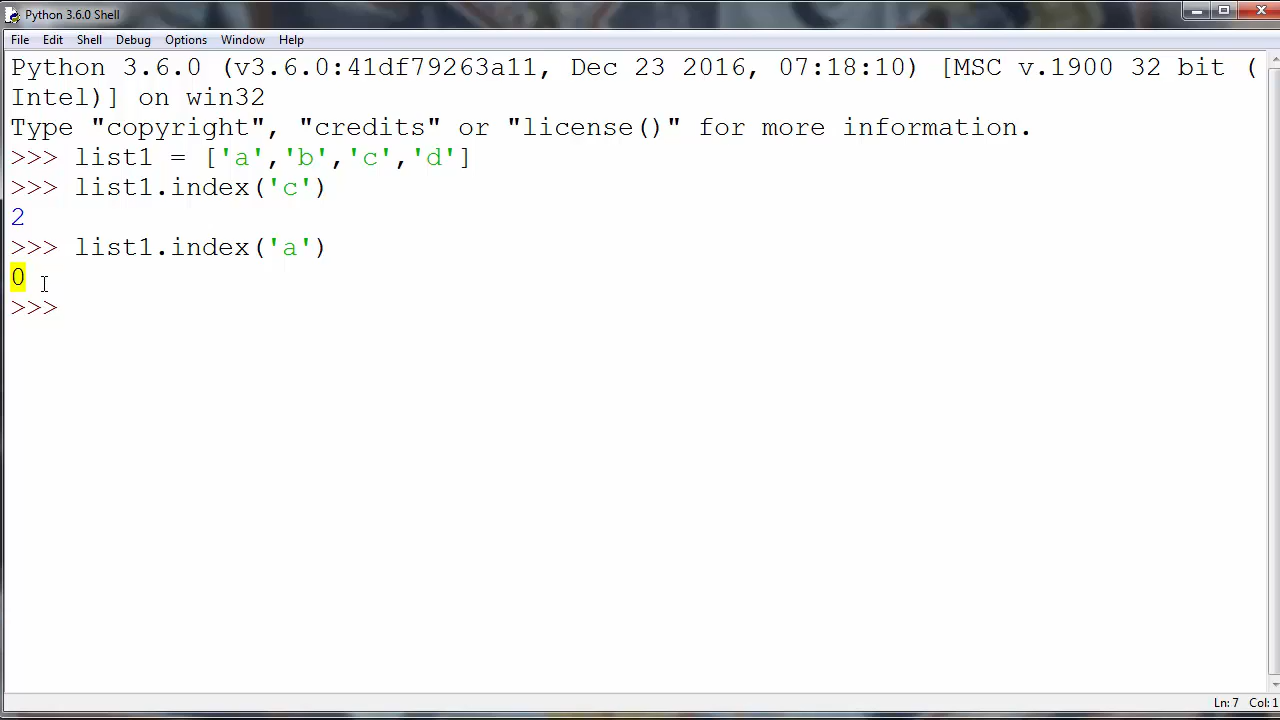 Python 3.6.0 Shell
File Edit Shell Debug Options Window Help
Python 3.6.0 (v3.6.0:41df79263a11, Dec 23 2016, 07:18:10) [MSC v.1900 32 bit (
Intel)] on win32
Type "copyright", "credits" or "license()" for more information.
>>> list1 = ['a','b','c','d']
>>> list1.index('c')
2
>>> list1.index('a')
0
>>>
Ln: 7 Col: 1